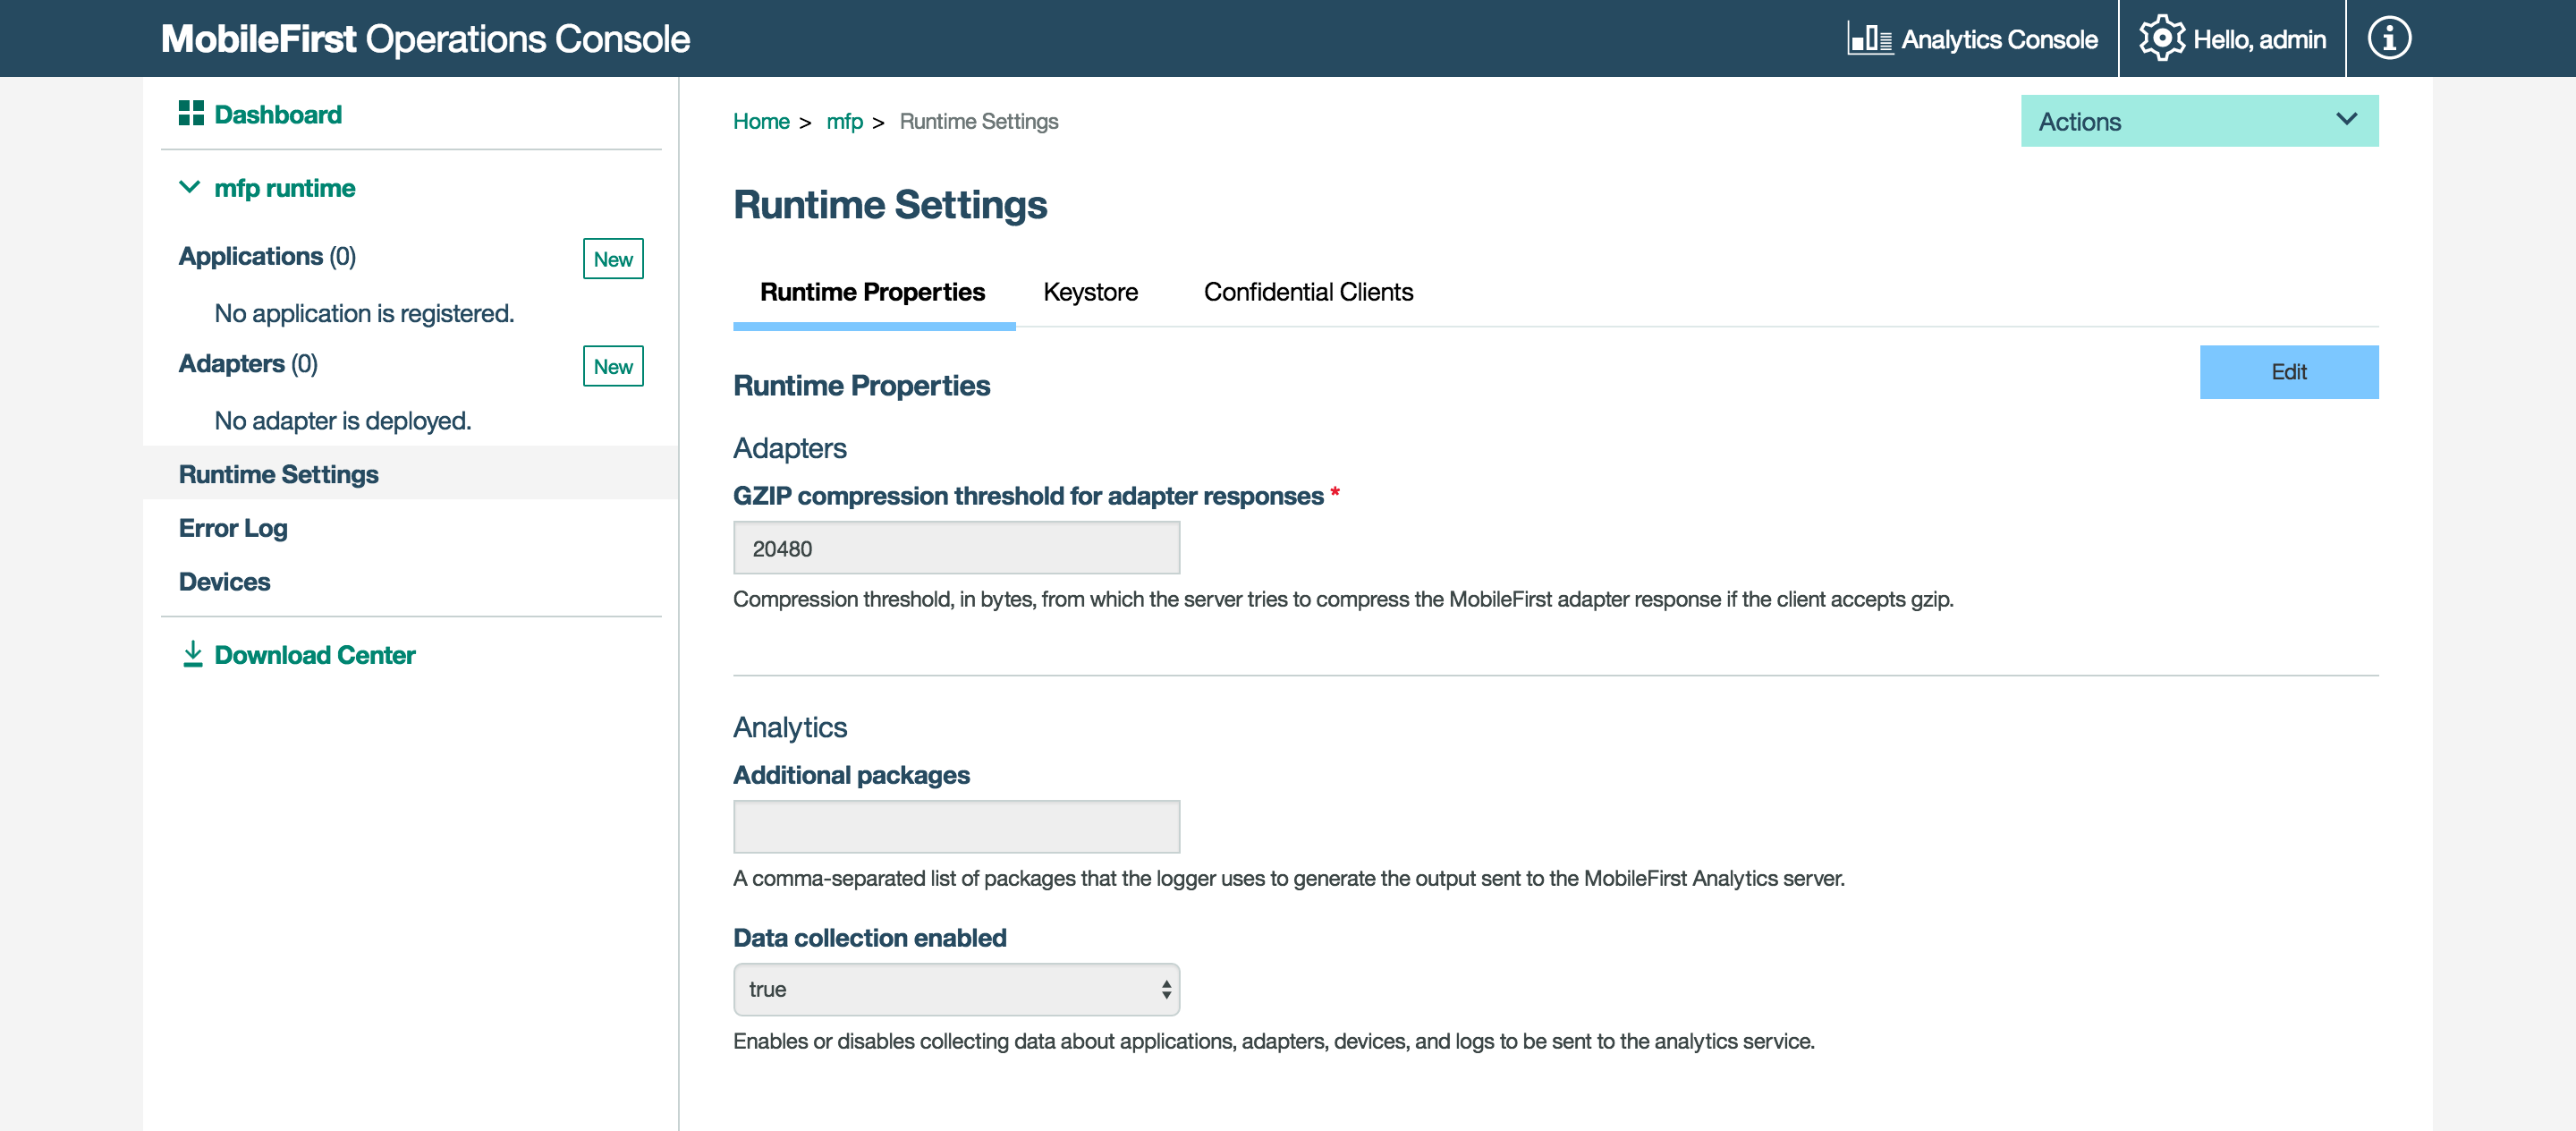 MobileFirst Operations Console
Analytics Console
Hello, admin
Dashboard
mfp runtime
Applications (0)
New
No application is registered.
Adapters (0)
New
No adapter is deployed.
Runtime Settings
Error Log
Devices
Download Center
Home > mfp > Runtime Settings
Actions
Runtime Settings
Runtime Properties
Keystore
Confidential Clients
Runtime Properties
Edit
Adapters
GZIP compression threshold for adapter responses *
20480
Compression threshold, in bytes, from which the server tries to compress the MobileFirst adapter response if the client accepts gzip.
Analytics
Additional packages
A comma-separated list of packages that the logger uses to generate the output sent to the MobileFirst Analytics server.
Data collection enabled
true
Enables or disables collecting data about applications, adapters, devices, and logs to be sent to the analytics service.